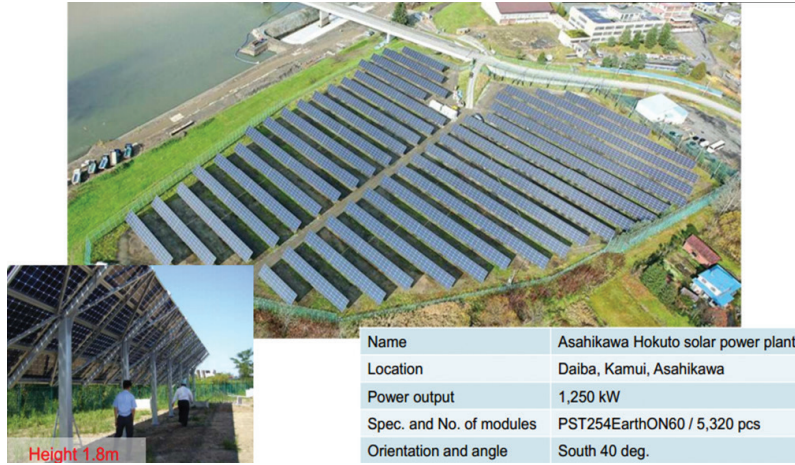 Height 1.8m
Name Asahikawa Hokuto solar power plant
Location Daiba, Kamui, Asahikawa
Power output 1,250 kW
Spec. and No. of modules PST254EarthON60 / 5,320 pcs
Orientation and angle South 40 deg.